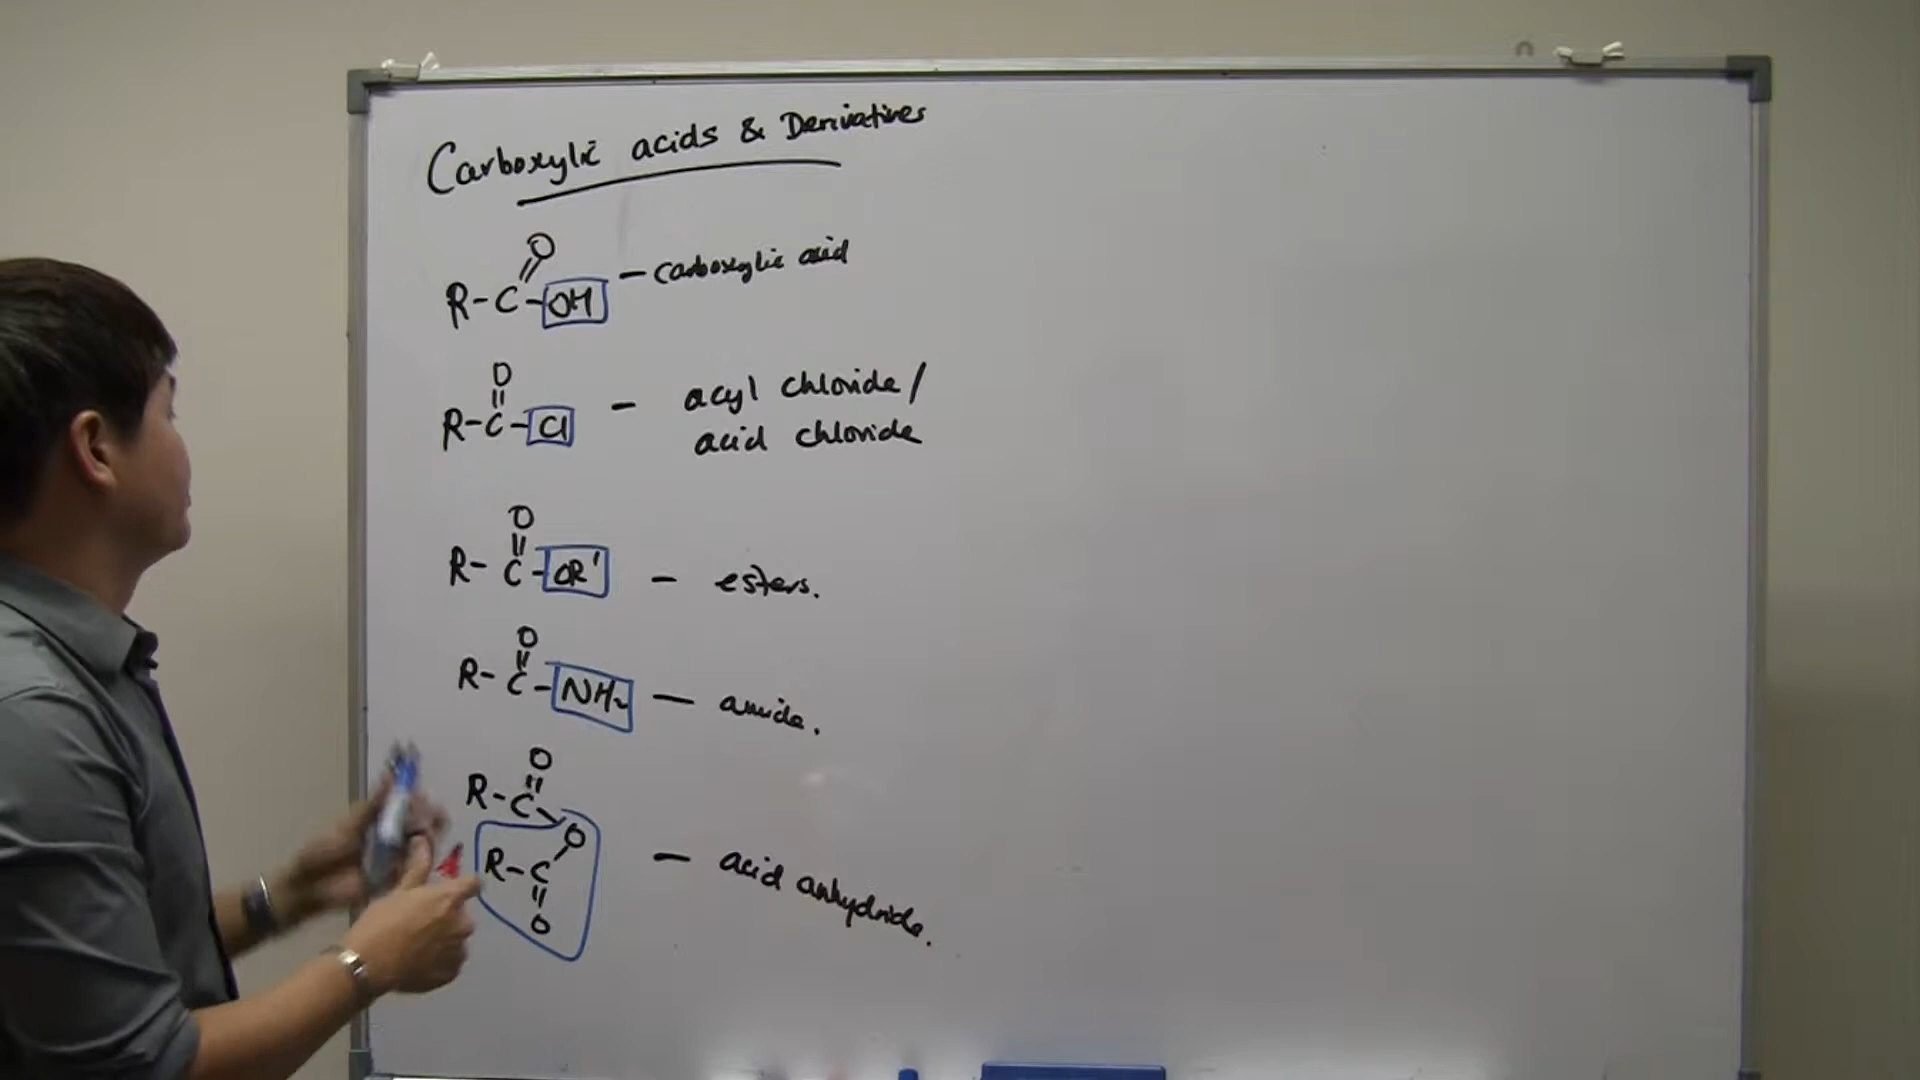 Carboxylic acids & Derivatives
O
R-C-OH — carboxylic acid
O
R-C-Cl — acyl chloride/
acid chloride
O
R-C-OR' — esters.
O
R-C-NH2 — amide.
O
R-C
O
R-C — acid anhydride.
O